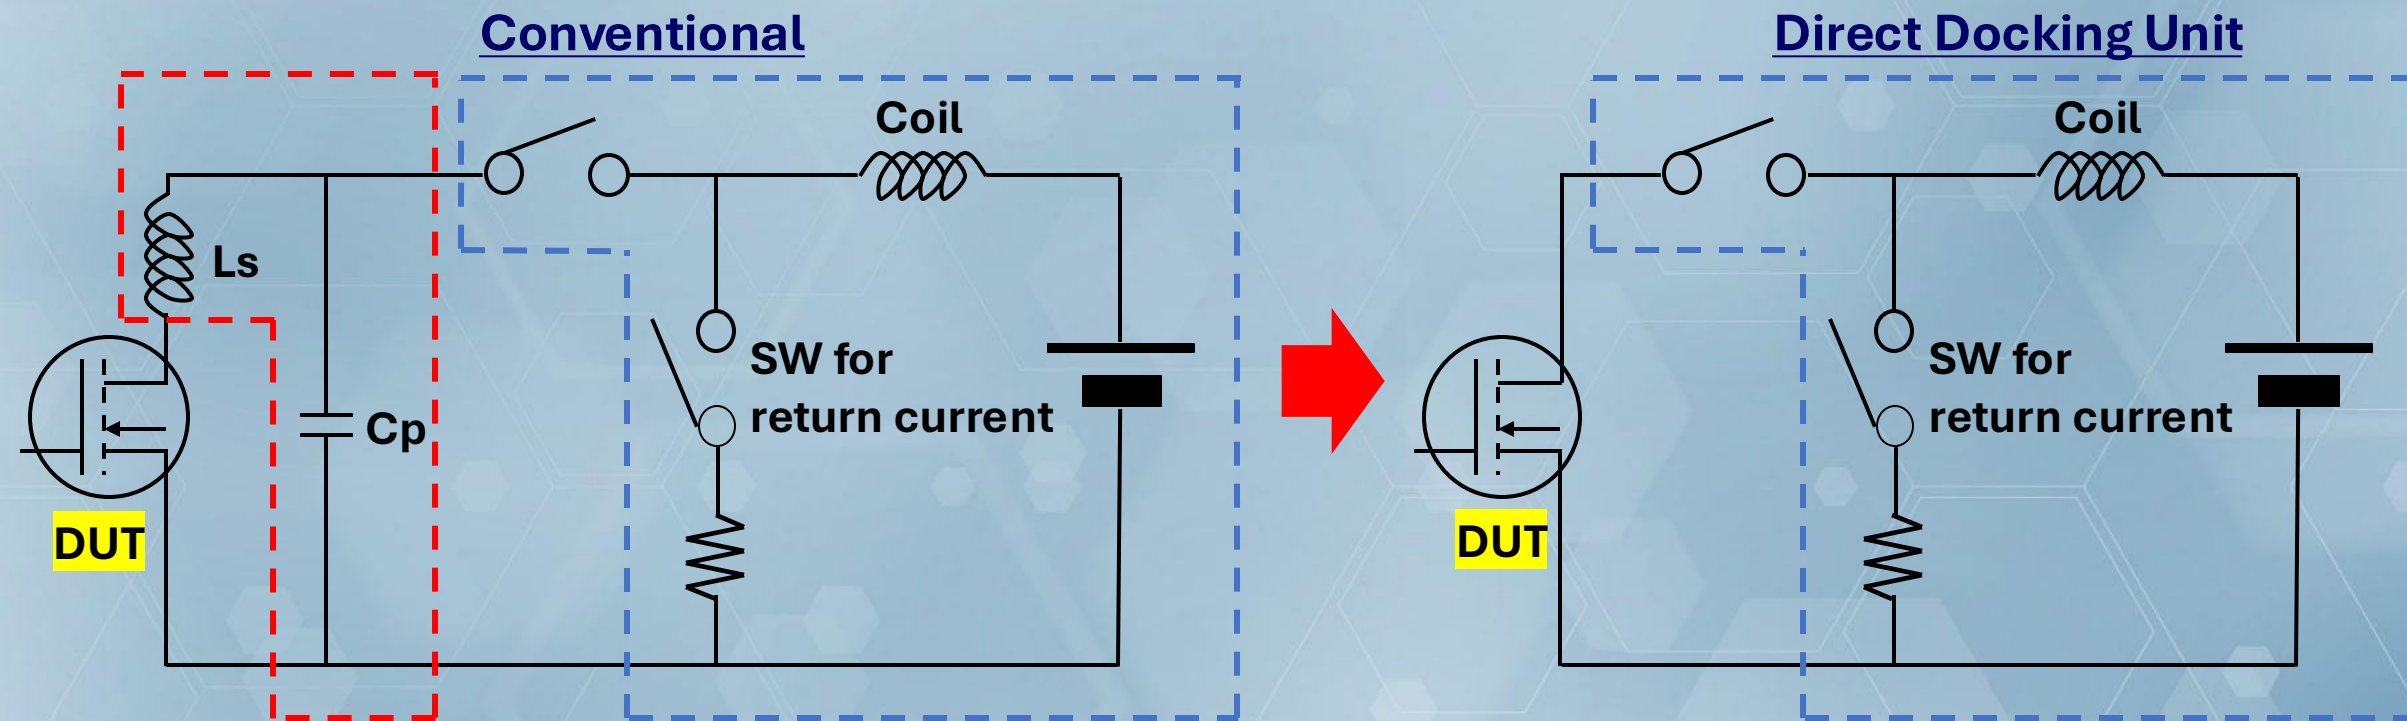 Conventional
Direct Docking Unit
Coil
Ls
SW for
return current
Cp
DUT
Coil
SW for
return current
DUT